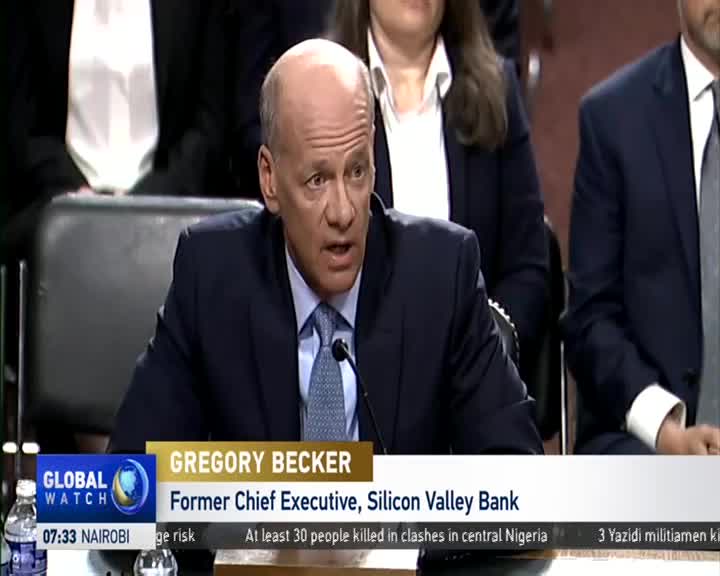 GREGORY BECKER
Former Chief Executive, Silicon Valley Bank
GLOBAL
WATCH
07:33 NAIROBI
ge risk At least 30 people killed in clashes in central Nigeria 3 Yazidi militiamen ki